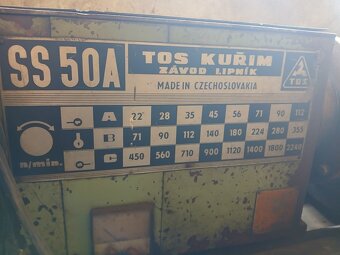 SS 50A
TOS KUŘIM
ZÁVOD LIPNÍK
MADE IN CZECHOSLOVAKIA
TOS
A 22 28 35 45 56 71 90 112
B 71 90 112 140 180 224 280 355
C 450 560 710 900 1120 1400 1800 2240
n/min.